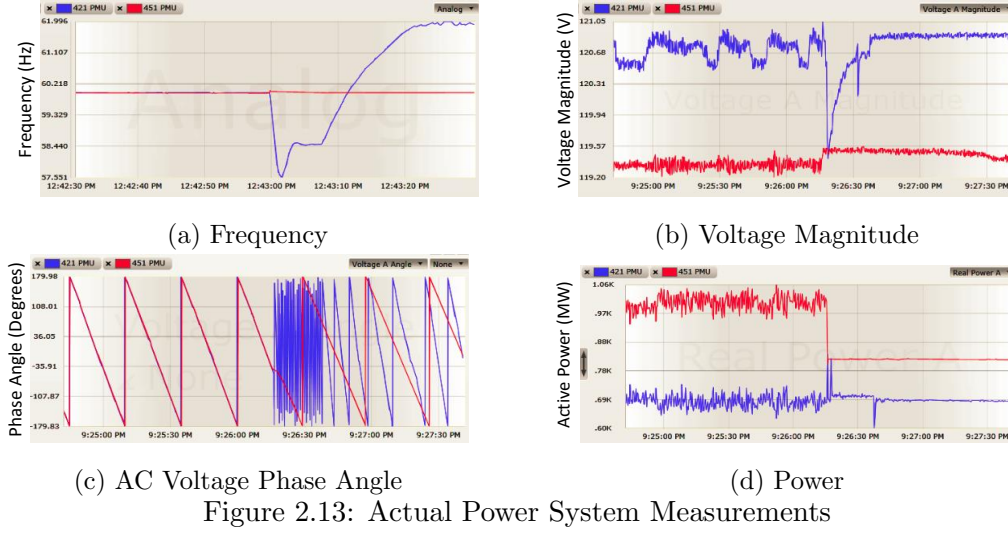 421 PMU 451 PMU Analog
Frequency (Hz)
61.996
61.107
60.218
59.329
58.440
57.551
Analog
12:42:30 PM 12:42:40 PM 12:42:50 PM 12:43:00 PM 12:43:10 PM 12:43:20 PM
(a) Frequency
421 PMU 451 PMU Voltage A Magnitude
Voltage Magnitude (V)
121.05
120.68
120.31
119.94
119.57
119.20
Voltage A Magnitude
9:25:00 PM 9:25:30 PM 9:26:00 PM 9:26:30 PM 9:27:00 PM 9:27:30 PM
(b) Voltage Magnitude
421 PMU 451 PMU Voltage A Angle None
Phase Angle (Degrees)
179.98
108.01
36.05
-35.91
-107.87
-179.83
9:25:00 PM 9:25:30 PM 9:26:00 PM 9:26:30 PM 9:27:00 PM 9:27:30 PM
(c) AC Voltage Phase Angle
421 PMU 451 PMU Real Power A
Active Power (MW)
1.06K
.97K
.88K
.78K
.69K
.60K
Real Power A
9:25:00 PM 9:25:30 PM 9:26:00 PM 9:26:30 PM 9:27:00 PM 9:27:30 PM
(d) Power
Figure 2.13: Actual Power System Measurements